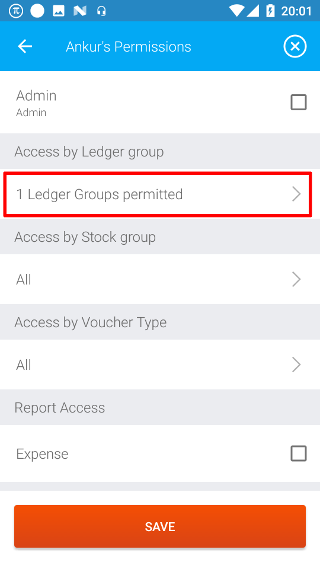 20:01
Ankur's Permissions
Admin
Admin
Access by Ledger group
1 Ledger Groups permitted
Access by Stock group
All
Access by Voucher Type
All
Report Access
Expense
SAVE